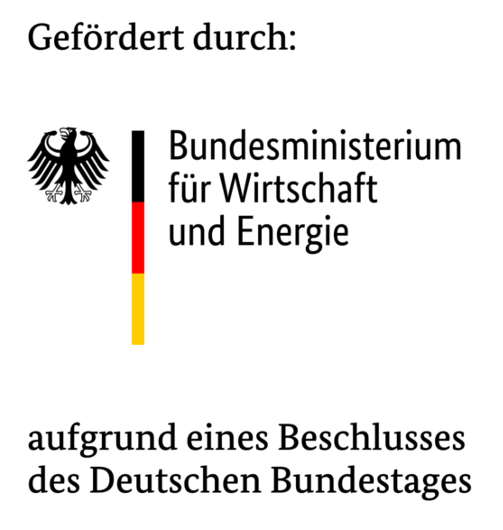 Gefördert durch:
Bundesministerium
für Wirtschaft
und Energie
aufgrund eines Beschlusses
des Deutschen Bundestages